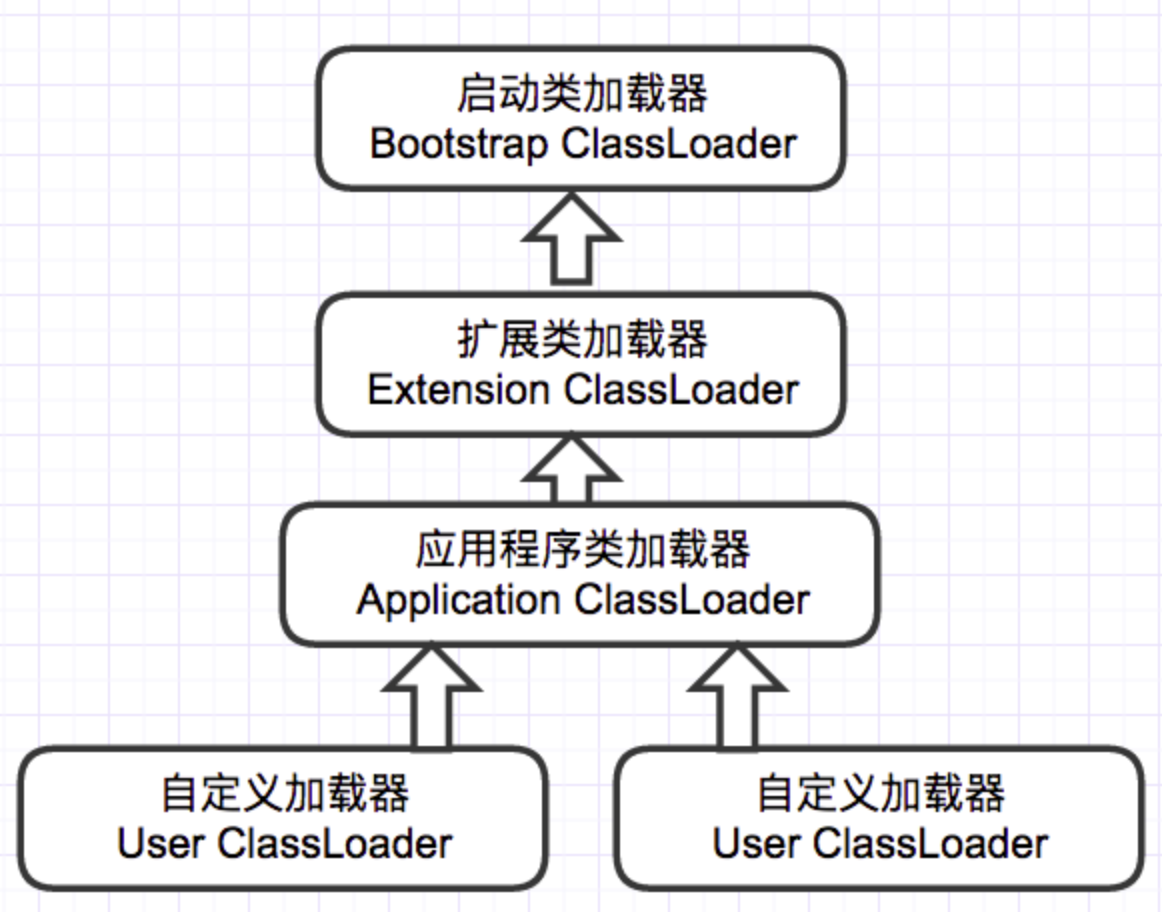 启动类加载器
Bootstrap ClassLoader
扩展类加载器
Extension ClassLoader
应用程序类加载器
Application ClassLoader
自定义加载器
User ClassLoader
自定义加载器
User ClassLoader